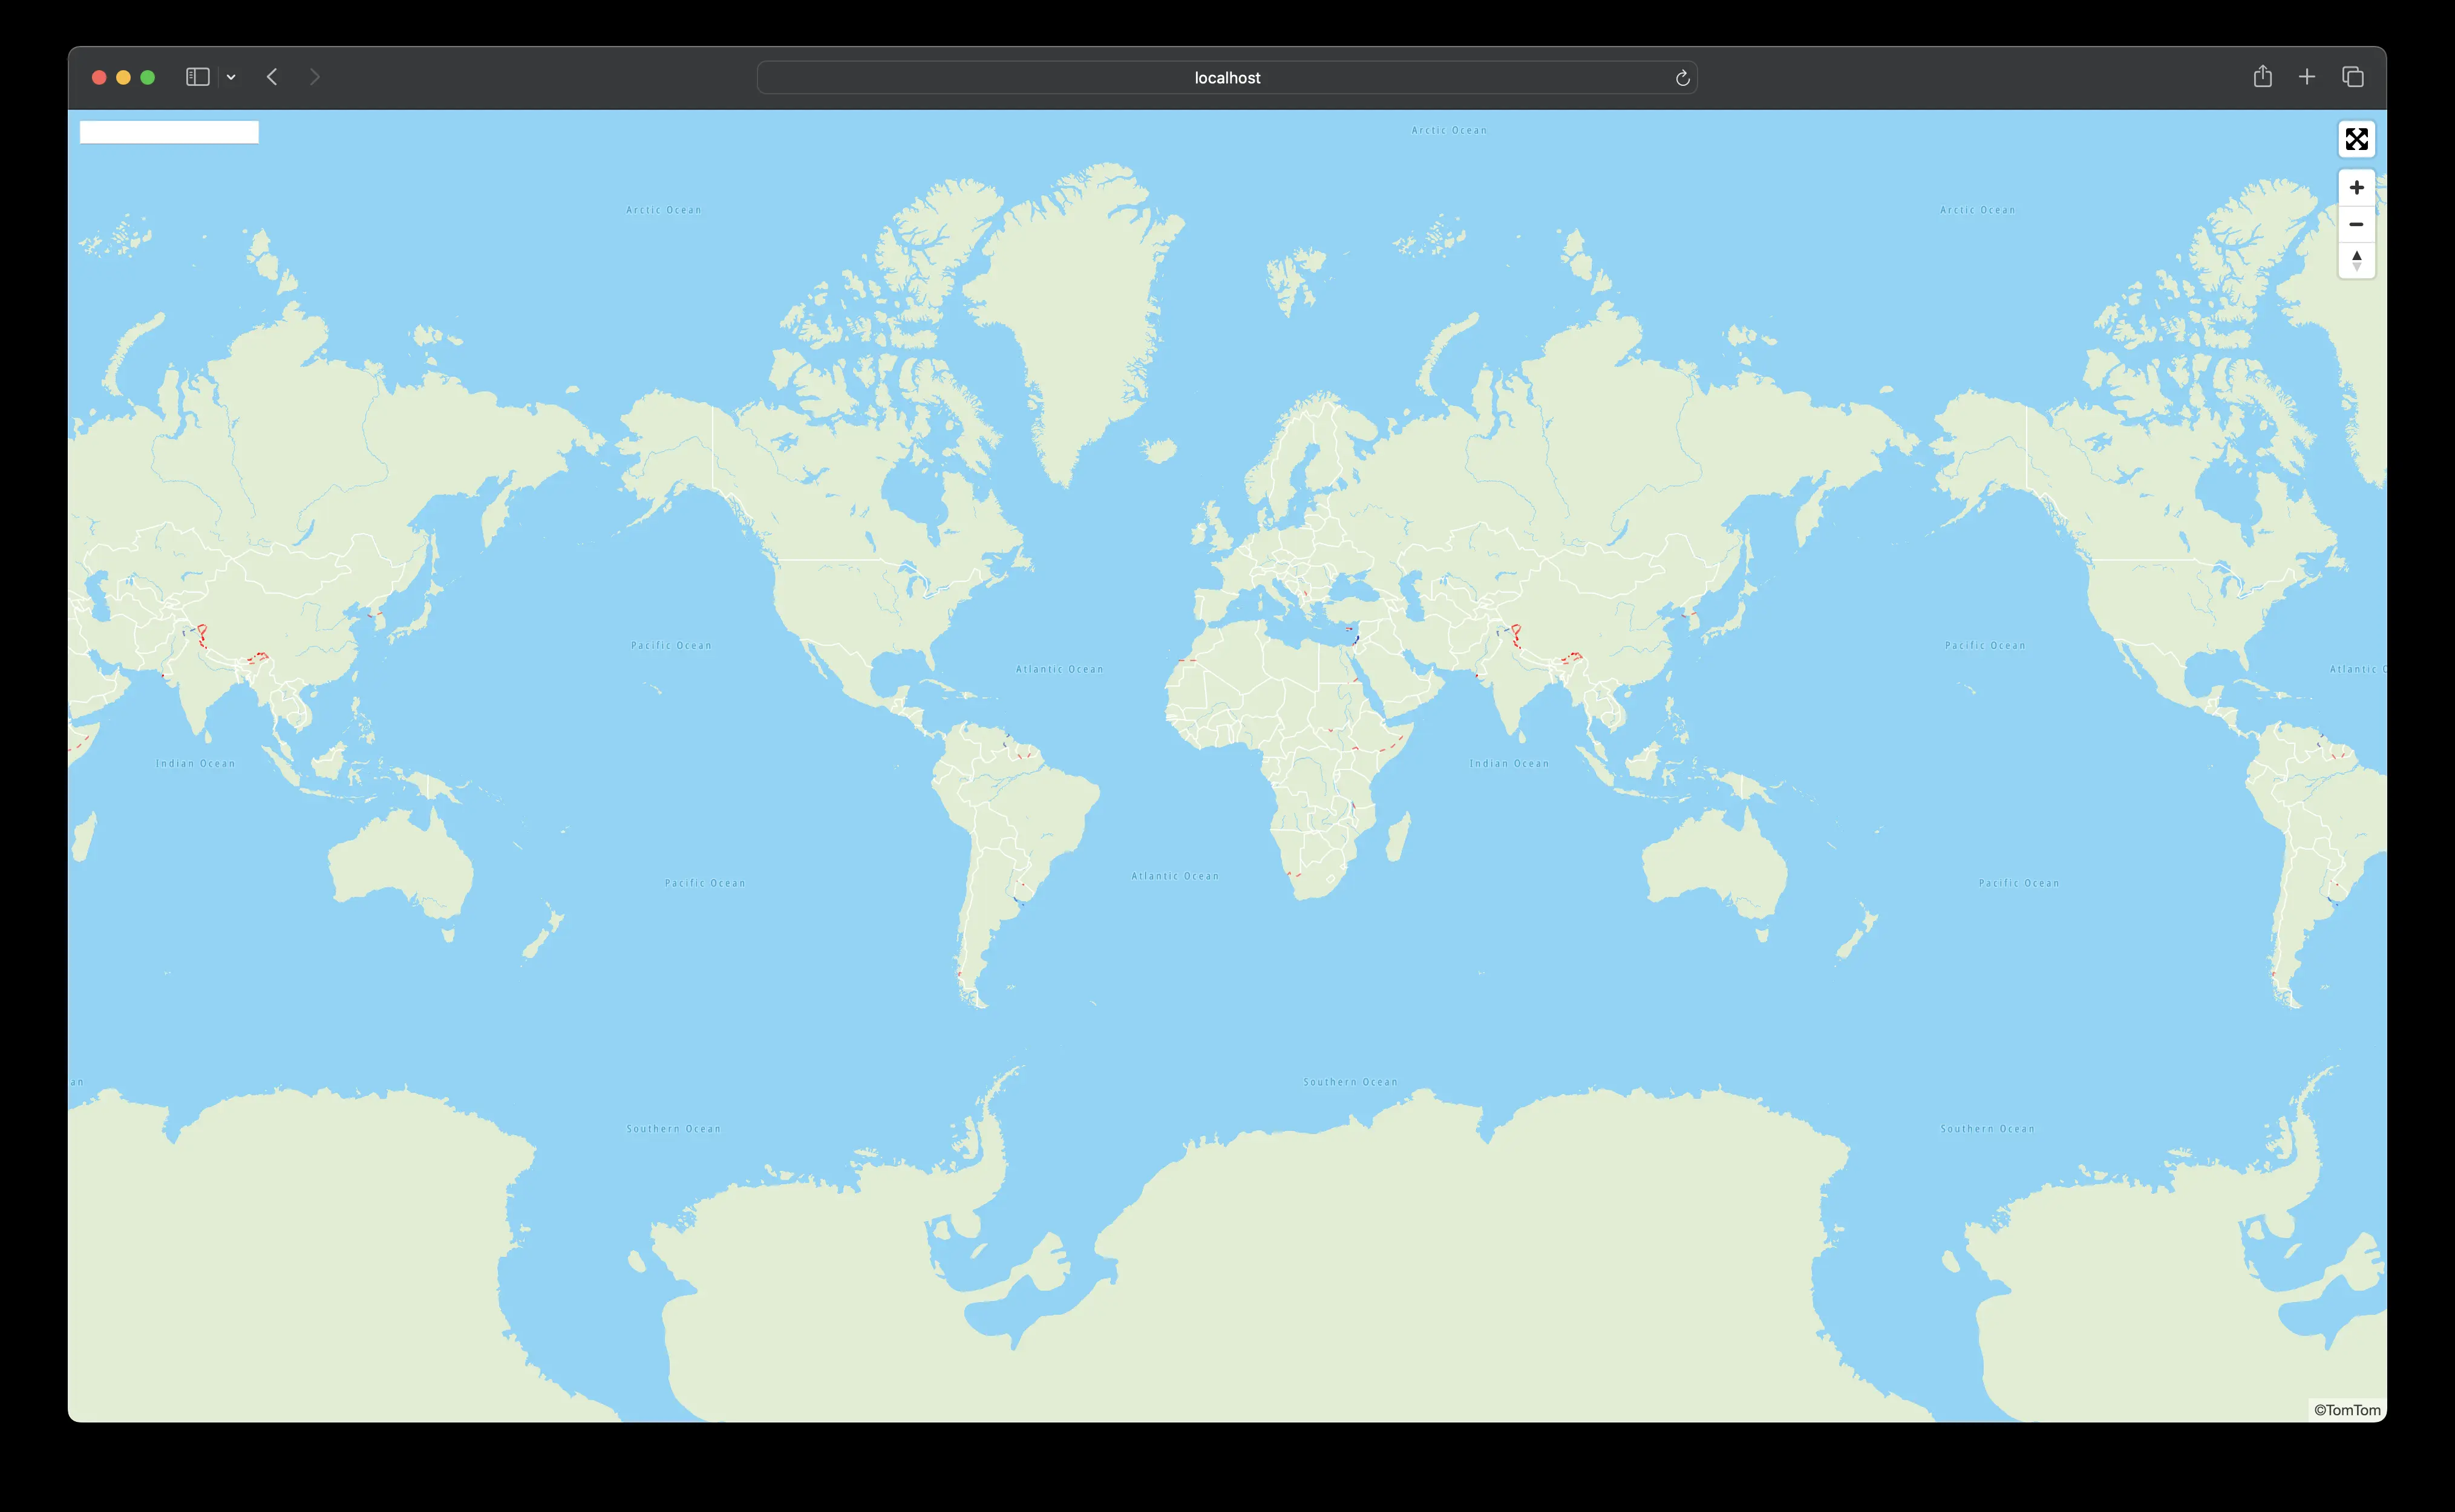 localhost
Arctic Ocean
Arctic Ocean
Arctic Ocean
Pacific Ocean
Pacific Ocean
Atlantic Ocean
Atlantic O
Indian Ocean
Indian Ocean
Atlantic Ocean
Pacific Ocean
Pacific Ocean
an
Southern Ocean
Southern Ocean
Southern Ocean
©TomTom